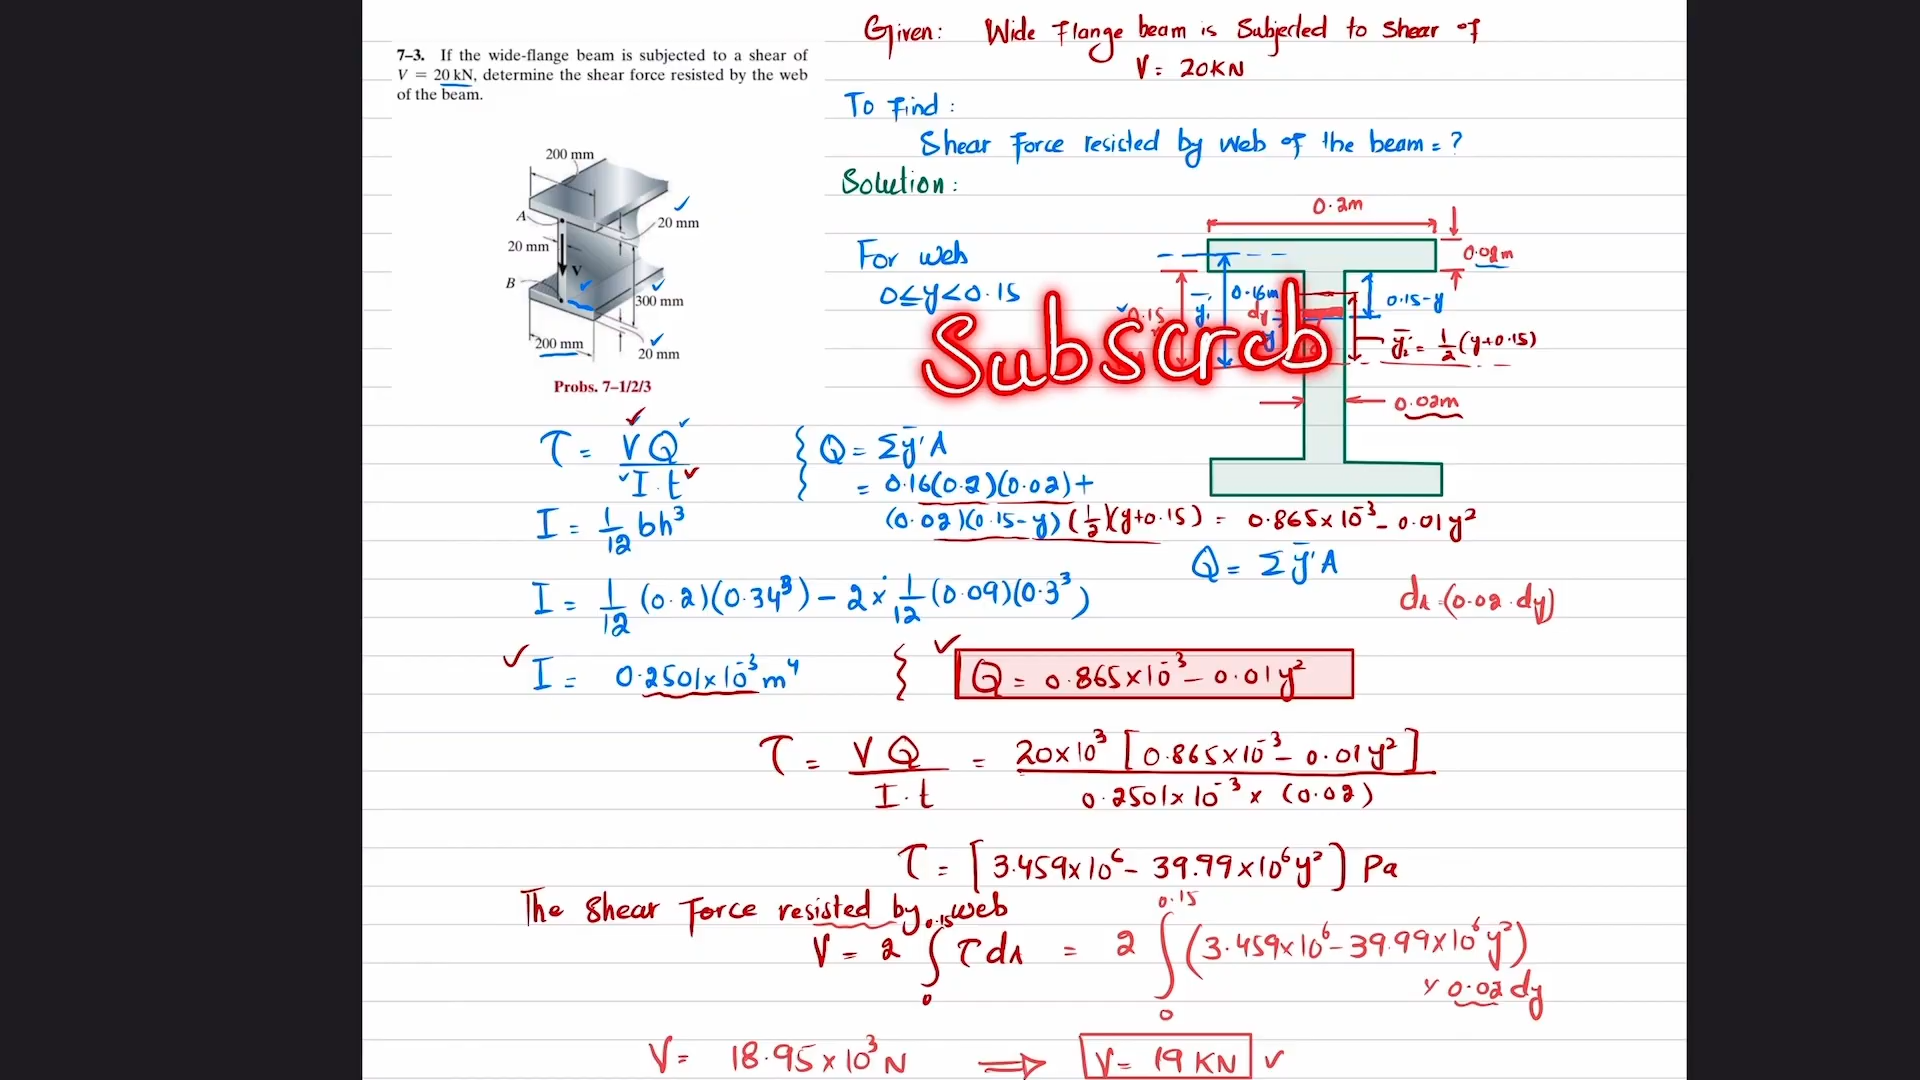 7–3. If the wide-flange beam is subjected to a shear of
V = 20 kN, determine the shear force resisted by the web
of the beam.
200 mm
A
20 mm
20 mm
V
B
300 mm
200 mm
20 mm
Probs. 7–1/2/3
Given: Wide Flange beam is Subjected to Shear of
V = 20KN
To Find :
Shear Force resisted by web of the beam = ?
Solution :
For web
0 ≤ y < 0.15
0.2m
0.02m
0.16m
0.15-y
0.15
ȳ₁'
dy
y
ȳ₂' = 1/2 (y+0.15)
0.02m
Subscrcb
τ = VQ / I.t
Q = Σȳ'A
= 0.16(0.2)(0.02) +
(0.02)(0.15-y)(1/2)(y+0.15) = 0.865×10⁻³ - 0.01y²
I = 1/12 bh³
Q = Σȳ'A
I = 1/12 (0.2)(0.34³) - 2 × 1/12 (0.09)(0.3³)
dA = (0.02.dy)
I = 0.2501×10⁻³ m⁴
Q = 0.865×10⁻³ - 0.01y²
τ = VQ / I.t = 20×10³ [0.865×10⁻³ - 0.01y²] / 0.2501×10⁻³ × (0.02)
τ = [3.459×10⁶ - 39.99×10⁶y²] Pa
The Shear Force resisted by web
V = 2 ∫₀^0.15 τdA = 2 ∫₀^0.15 (3.459×10⁶ - 39.99×10⁶y²)
× 0.02 dy
V = 18.95×10³ N ⟹ V = 19 KN ✓